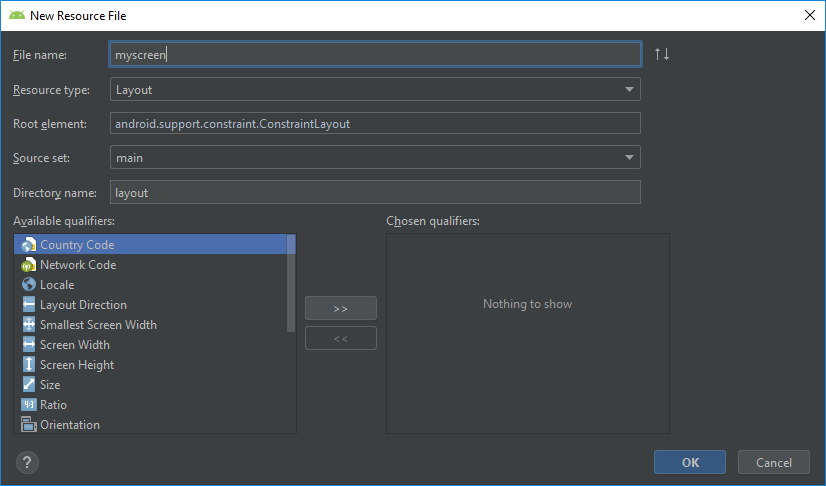 New Resource File
File name: myscreen
Resource type: Layout
Root element: android.support.constraint.ConstraintLayout
Source set: main
Directory name: layout
Available qualifiers:
Country Code
Network Code
Locale
Layout Direction
Smallest Screen Width
Screen Width
Screen Height
Size
4:3 Ratio
Orientation
>>
<<
Chosen qualifiers:
Nothing to show
?
OK
Cancel